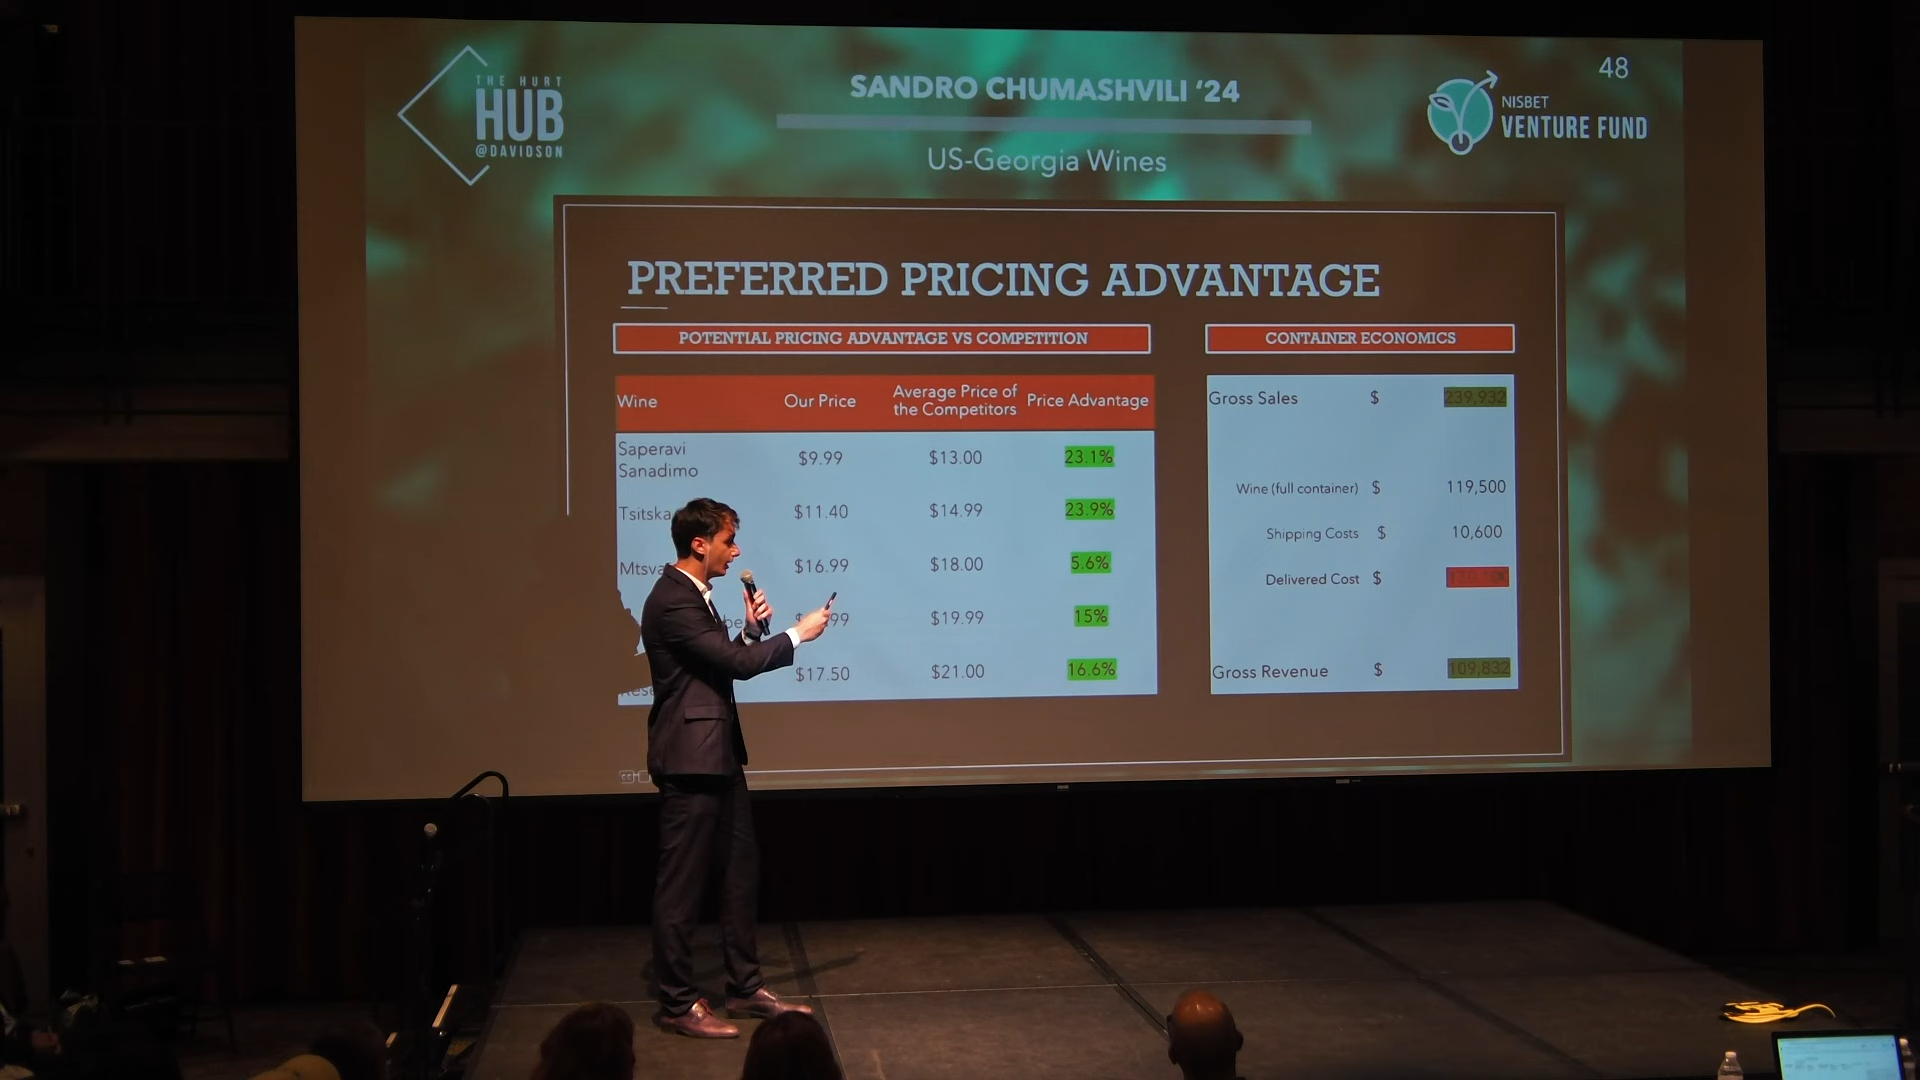 THE HURT
HUB
@DAVIDSON
SANDRO CHUMASHVILI ‘24
US-Georgia Wines
48
NISBET
VENTURE FUND
PREFERRED PRICING ADVANTAGE
POTENTIAL PRICING ADVANTAGE VS COMPETITION
Wine Our Price Average Price of the Competitors Price Advantage
Saperavi
Sanadimo $9.99 $13.00 23.1%
Tsitska $11.40 $14.99 23.9%
$16.99 $18.00 5.6%
$19.99 15%
$17.50 $21.00 16.6%
CONTAINER ECONOMICS
Gross Sales $ 239,932
Wine (full container) $ 119,500
Shipping Costs $ 10,600
Delivered Cost $
Gross Revenue $ 109,832